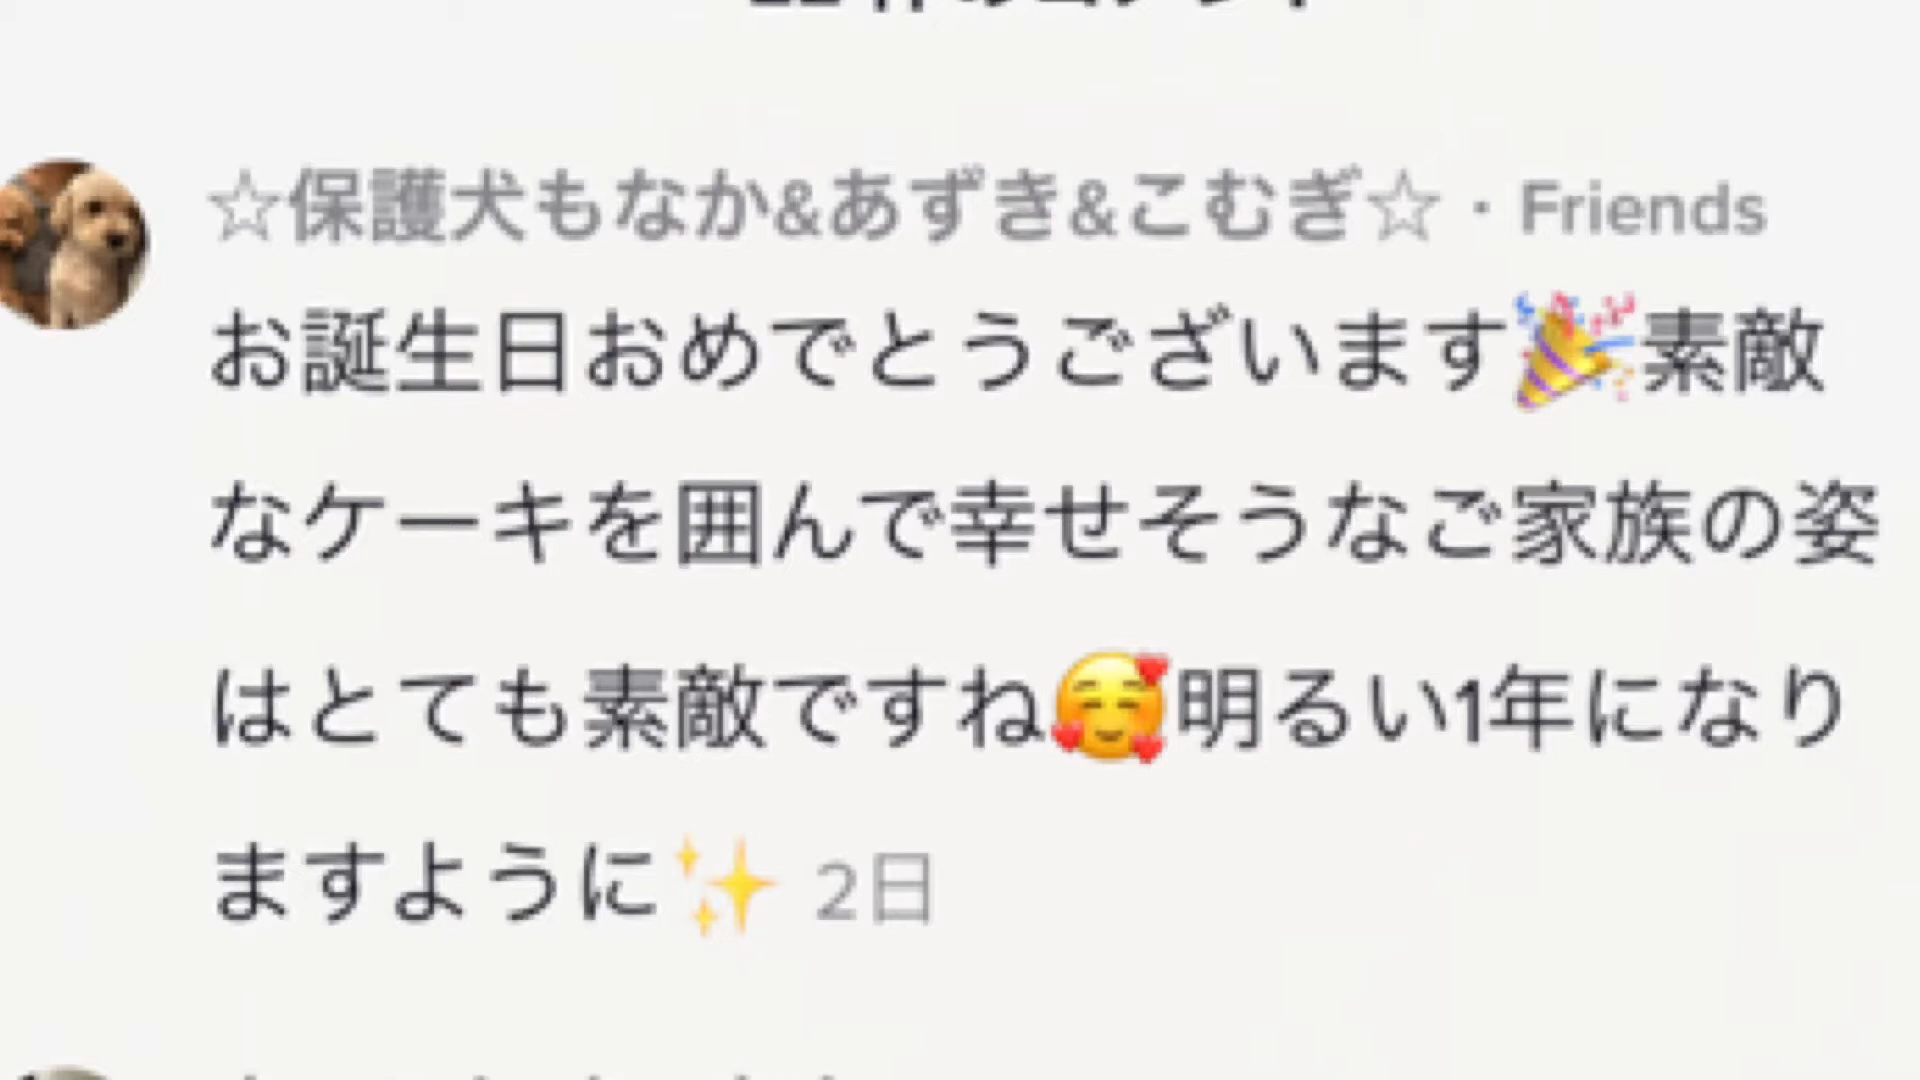 ☆保護犬もなか&あずき&こむぎ☆ · Friends
お誕生日おめでとうございます🎉素敵
なケーキを囲んで幸せそうなご家族の姿
はとても素敵ですね🥰明るい1年になり
ますように✨ 2日